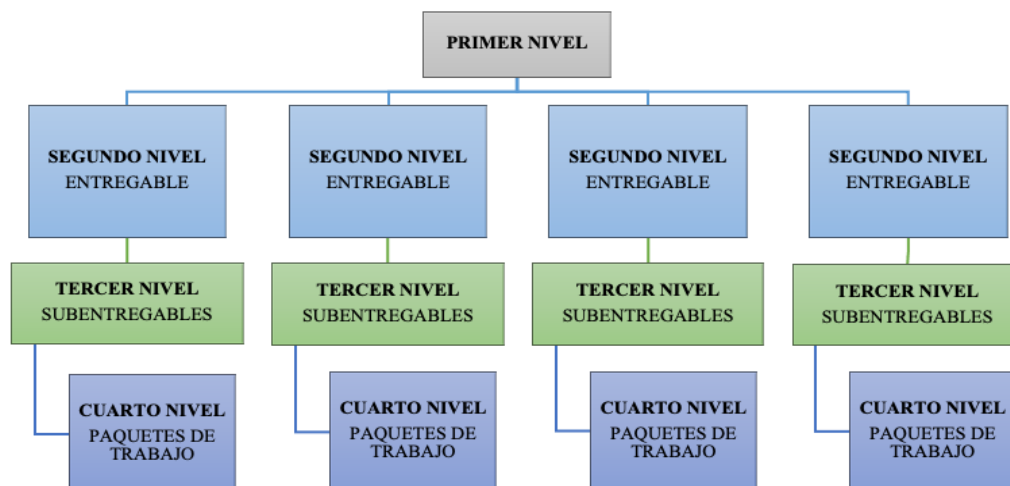 PRIMER NIVEL
SEGUNDO NIVEL
ENTREGABLE
SEGUNDO NIVEL
ENTREGABLE
SEGUNDO NIVEL
ENTREGABLE
SEGUNDO NIVEL
ENTREGABLE
TERCER NIVEL
SUBENTREGABLES
TERCER NIVEL
SUBENTREGABLES
TERCER NIVEL
SUBENTREGABLES
TERCER NIVEL
SUBENTREGABLES
CUARTO NIVEL
PAQUETES DE
TRABAJO
CUARTO NIVEL
PAQUETES DE
TRABAJO
CUARTO NIVEL
PAQUETES DE
TRABAJO
CUARTO NIVEL
PAQUETES DE
TRABAJO